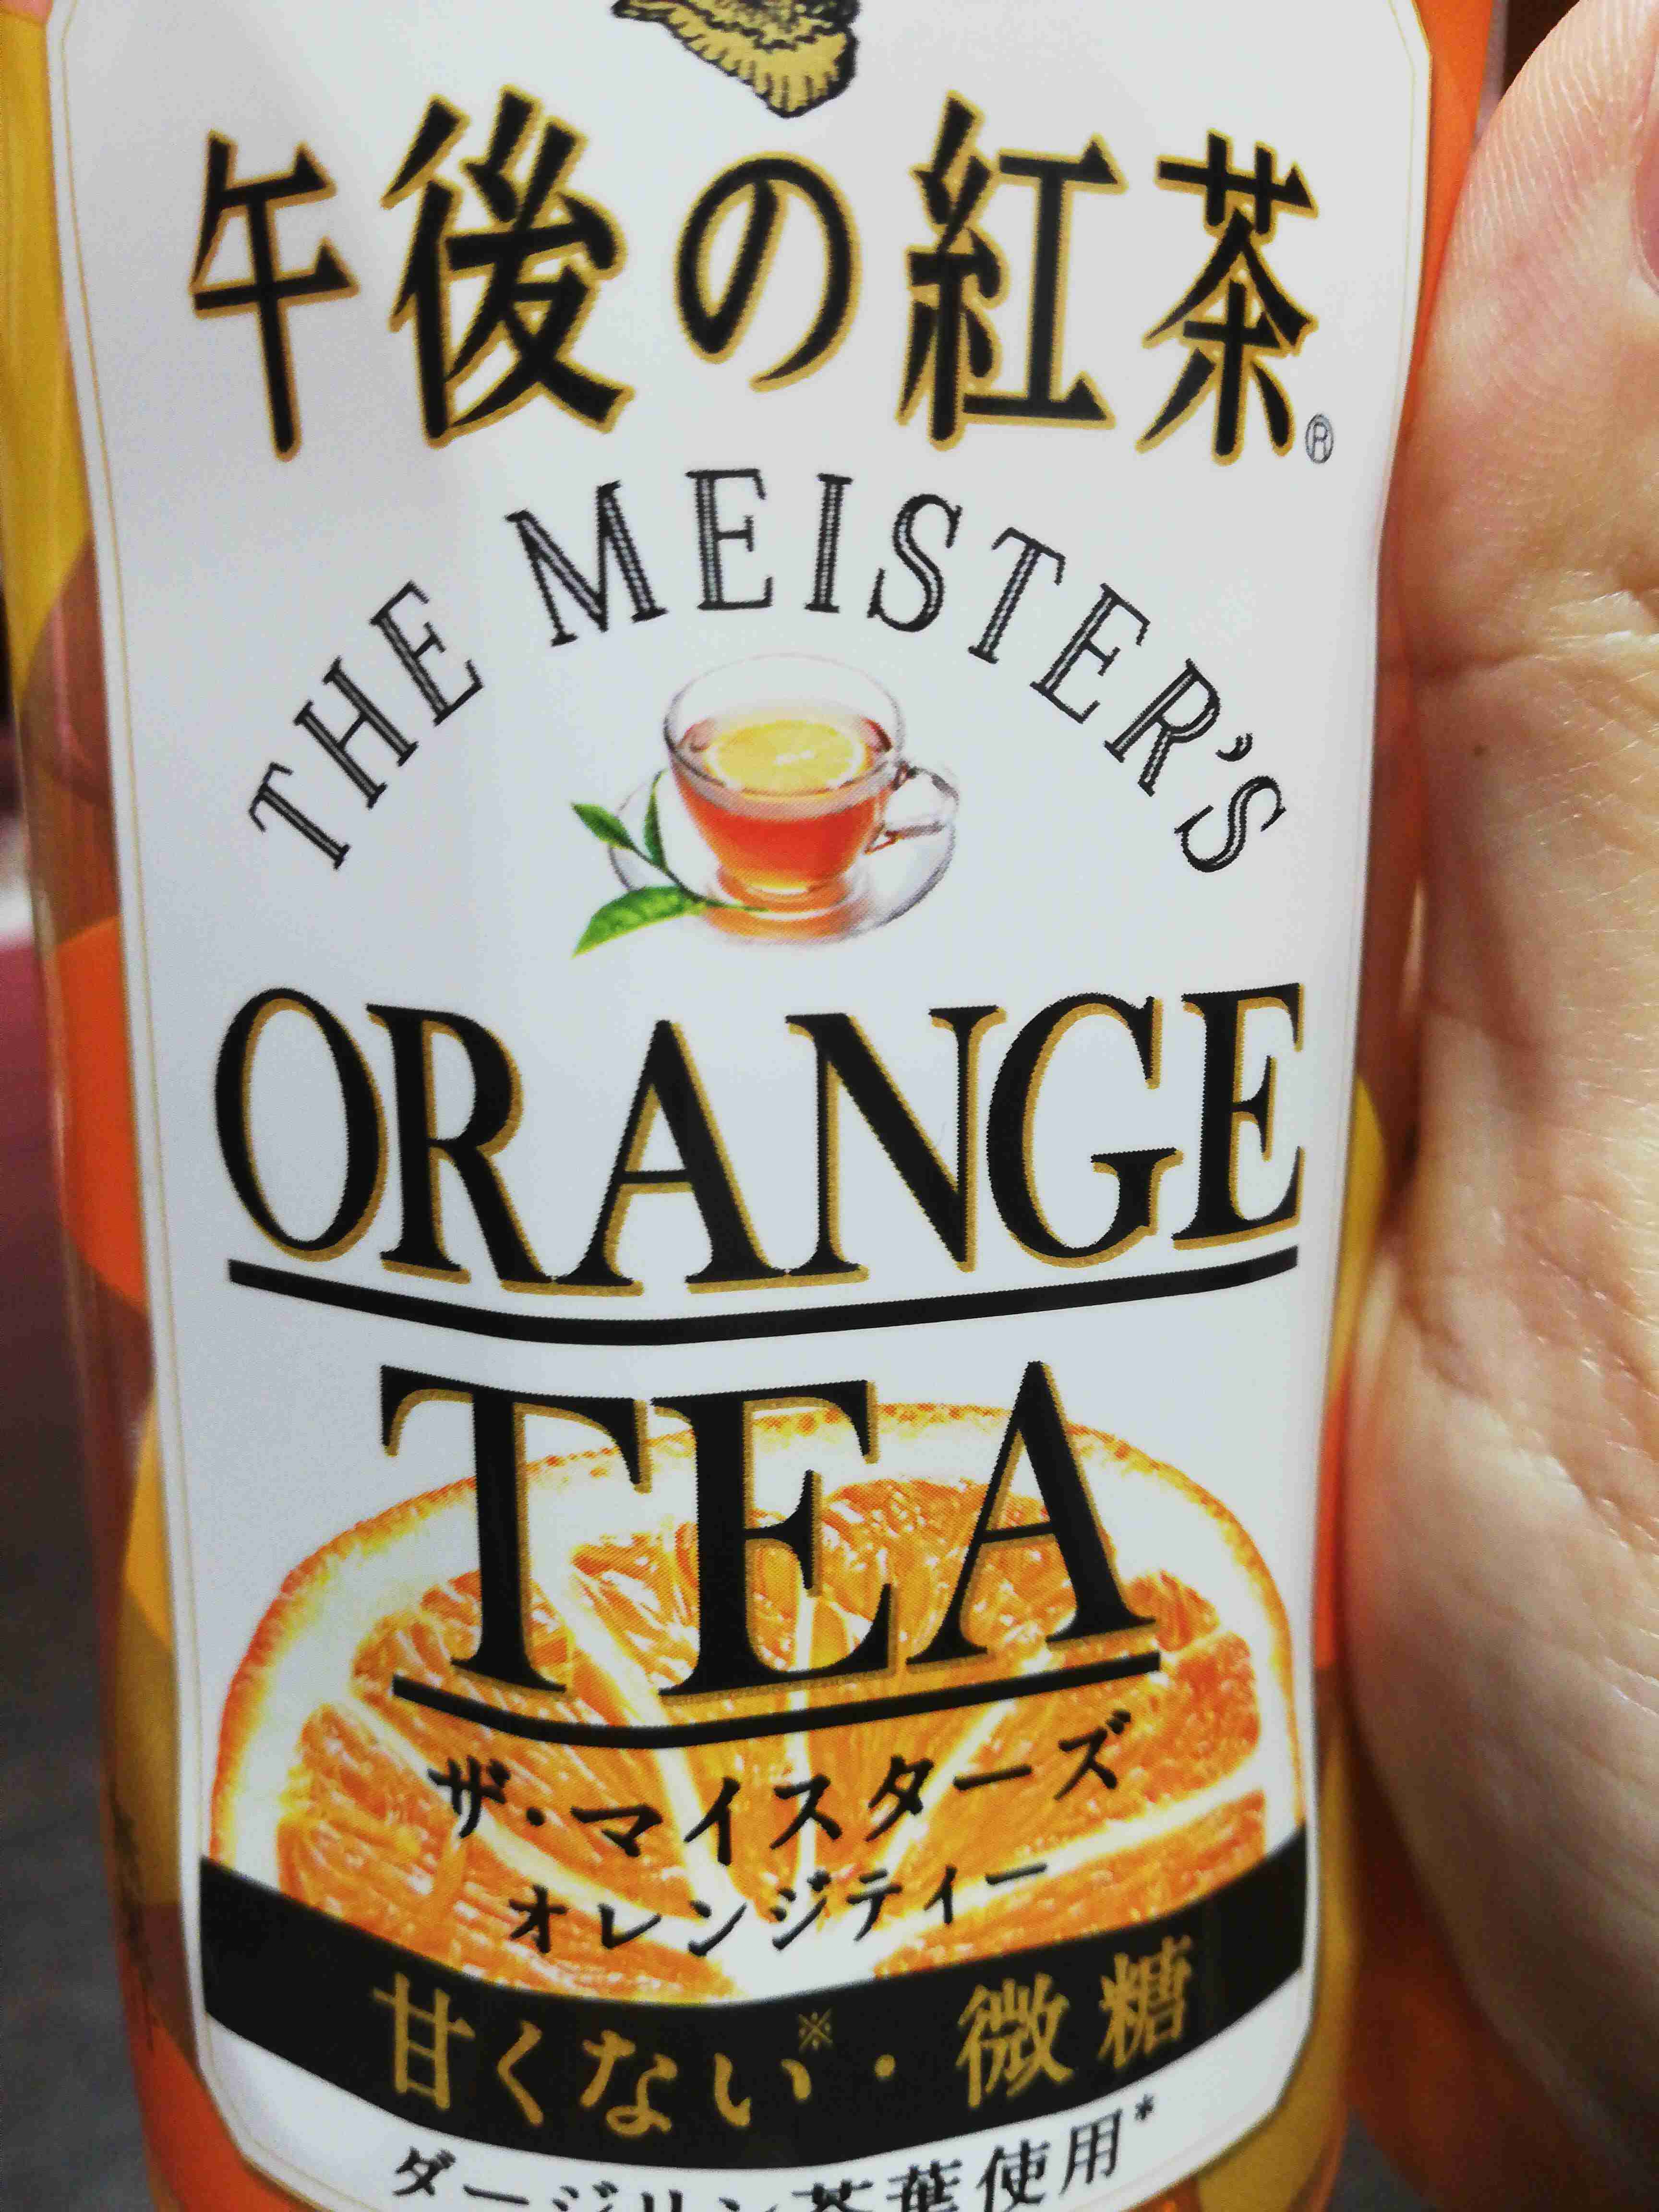 午後の紅茶®
THE MEISTER'S
ORANGE
TEA
ザ・マイスターズ
オレンジティー
甘くない※・微糖
ダージリン茶葉使用*